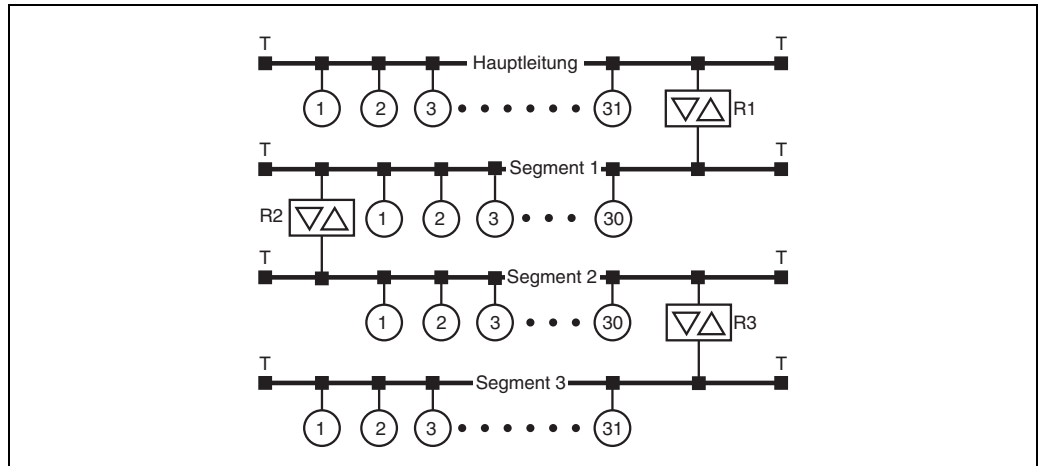 T Hauptleitung T
1 2 3 31 R1
T Segment 1 T
R2 1 2 3 30
T Segment 2 T
1 2 3 30 R3
T Segment 3 T
1 2 3 31